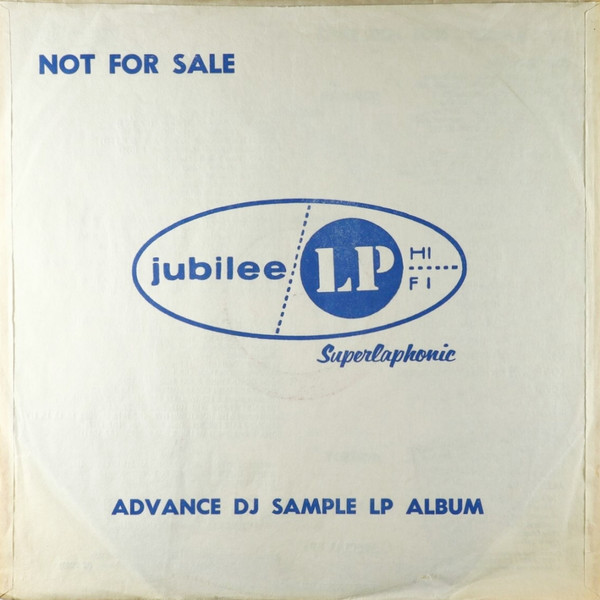 NOT FOR SALE
jubilee LP HI
FI
Superlaphonic
ADVANCE DJ SAMPLE LP ALBUM